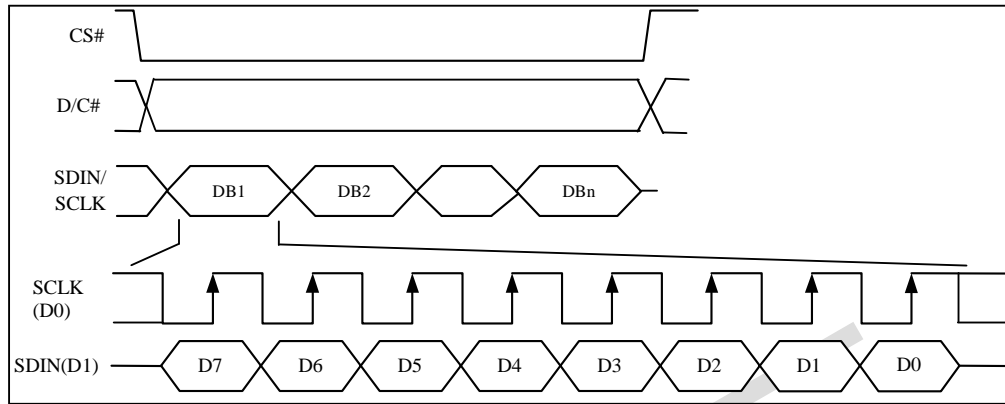 CS#
D/C#
SDIN/
SCLK
DB1 DB2 DBn
SCLK
(D0)
SDIN(D1) D7 D6 D5 D4 D3 D2 D1 D0